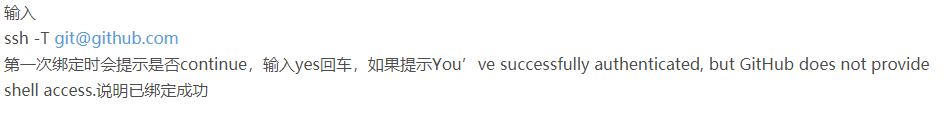 输入
ssh -T git@github.com
第一次绑定时会提示是否continue，输入yes回车，如果提示You’ve successfully authenticated, but GitHub does not provide
shell access.说明已绑定成功